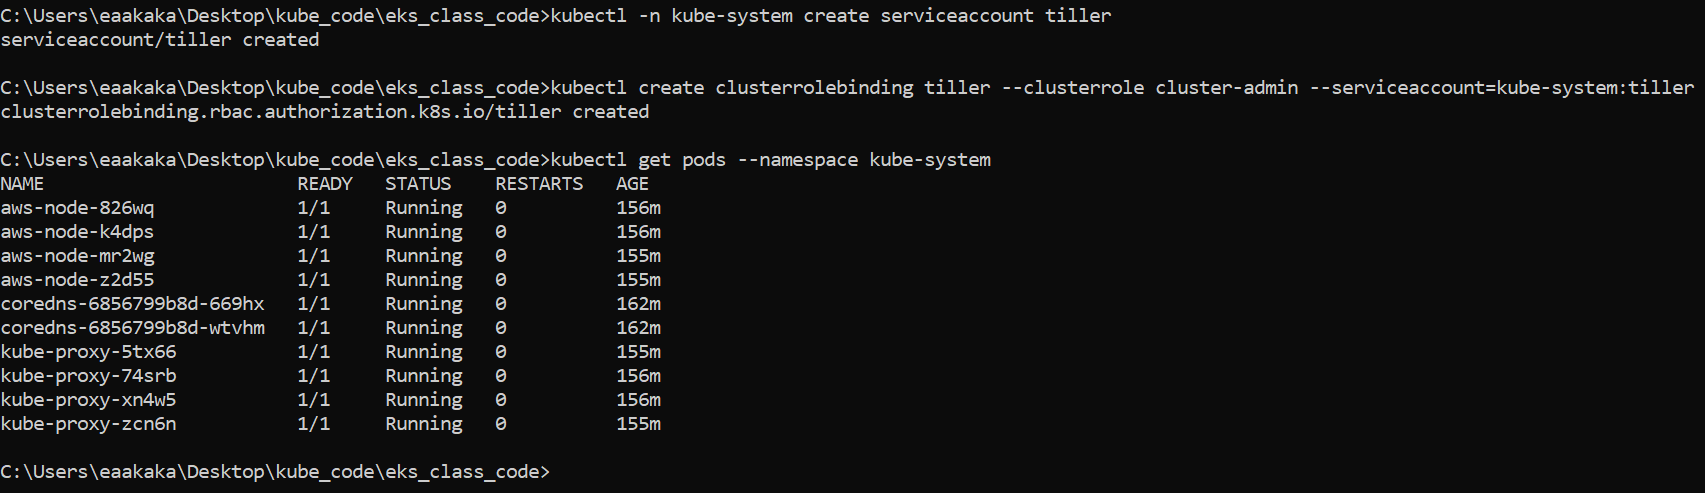 C:\Users\eaakaka\Desktop\kube_code\eks_class_code>kubectl -n kube-system create serviceaccount tiller
serviceaccount/tiller created
C:\Users\eaakaka\Desktop\kube_code\eks_class_code>kubectl create clusterrolebinding tiller --clusterrole cluster-admin --serviceaccount=kube-system:tiller
clusterrolebinding.rbac.authorization.k8s.io/tiller created
C:\Users\eaakaka\Desktop\kube_code\eks_class_code>kubectl get pods --namespace kube-system
NAME READY STATUS RESTARTS AGE
aws-node-826wq 1/1 Running 0 156m
aws-node-k4dps 1/1 Running 0 156m
aws-node-mr2wg 1/1 Running 0 155m
aws-node-z2d55 1/1 Running 0 155m
coredns-6856799b8d-669hx 1/1 Running 0 162m
coredns-6856799b8d-wtvhm 1/1 Running 0 162m
kube-proxy-5tx66 1/1 Running 0 155m
kube-proxy-74srb 1/1 Running 0 156m
kube-proxy-xn4w5 1/1 Running 0 156m
kube-proxy-zcn6n 1/1 Running 0 155m
C:\Users\eaakaka\Desktop\kube_code\eks_class_code>